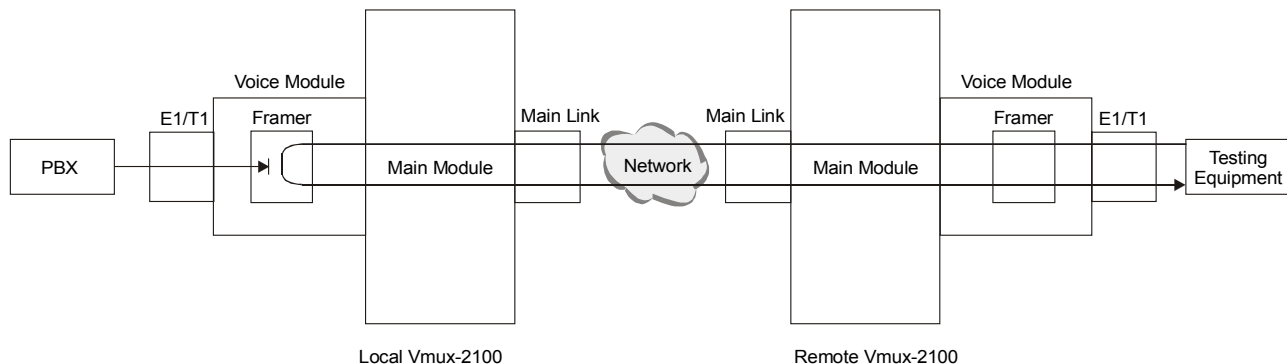 Voice Module
Voice Module
E1/T1
Framer
Main Link
Main Link
Framer
E1/T1
PBX
Main Module
Network
Main Module
Testing
Equipment
Local Vmux-2100
Remote Vmux-2100